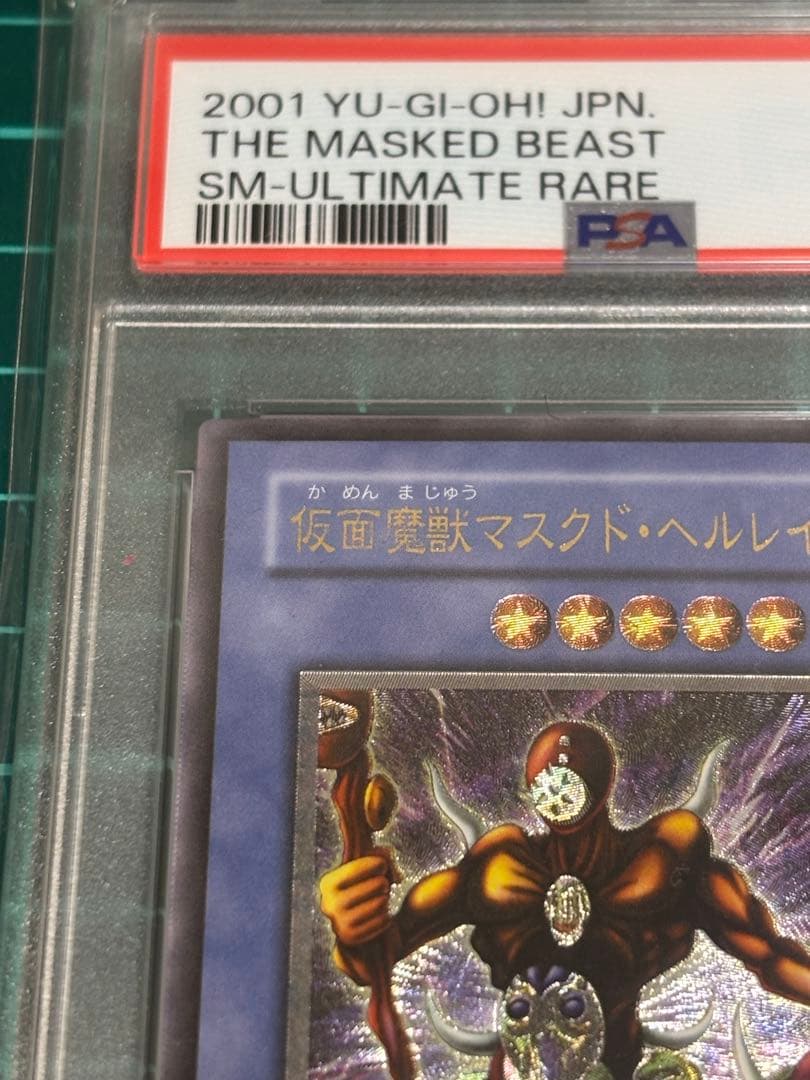 2001 YU-GI-OH! JPN.
THE MASKED BEAST
SM-ULTIMATE RARE
PSA
か めん ま じゅう
仮面魔獣マスクド・ヘルレイ